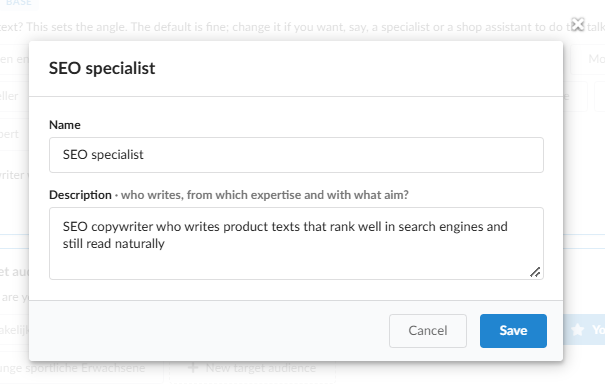 BASE
text? This sets the angle. The default is fine; change it if you want, say, a specialist or a shop assistant to do the talk
SEO specialist
Name
SEO specialist
Description · who writes, from which expertise and with what aim?
SEO copywriter who writes product texts that rank well in search engines and
still read naturally
Cancel
Save
sportliche Erwachsene
+ New target audience